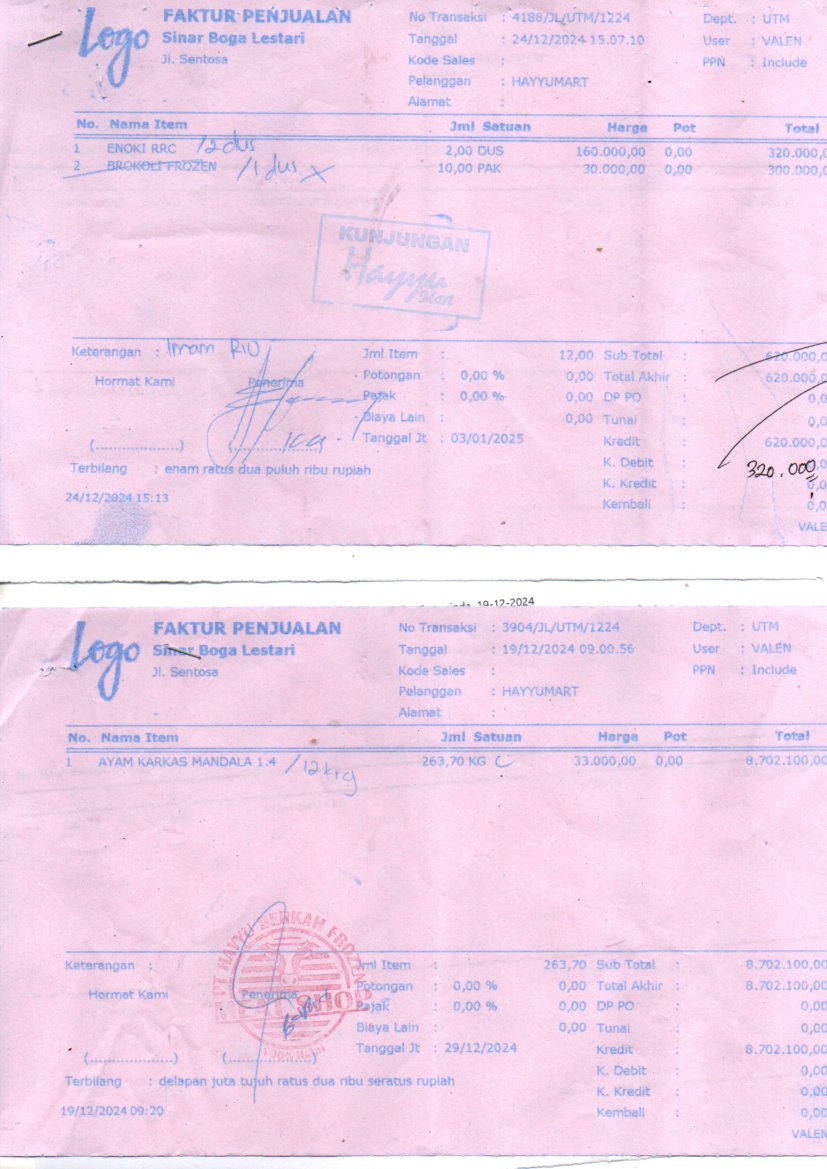 Logo
FAKTUR PENJUALAN
Sinar Boga Lestari
Jl. Sentosa
No Transaksi : 4188/JL/UTM/1224
Tanggal : 24/12/2024 15.07.10
Kode Sales :
Pelanggan : HAYYUMART
Alamat :
Dept. : UTM
User : VALEN
PPN : Include
No. Nama Item Jml Satuan Harga Pot Total
1 ENOKI RRC /2 dus 2,00 DUS 160.000,00 0,00 320.000,0
2 BROKOLI FROZEN /1 dus x 10,00 PAK 30.000,00 0,00 300.000,0
KUNJUNGAN
Hayyu
Mart
Keterangan : Imam
Hormat Kami Penerima
(..................) (..................)
Terbilang : enam ratus dua puluh ribu rupiah
24/12/2024 15:13
Jml Item : 12,00
Potongan : 0,00 % 0,00
Pajak : 0,00 % 0,00
Biaya Lain : 0,00
Tanggal Jt : 03/01/2025
Sub Total : 620.000,0
Total Akhir : 620.000,0
DP PO : 0,0
Tunai : 0,0
Kredit : 620.000,0
K. Debit : 0
320.000
K. Kredit : 0,0
Kembali : 0,0
VALE
19-12-2024
Logo
FAKTUR PENJUALAN
Sinar Boga Lestari
Jl. Sentosa
No Transaksi : 3904/JL/UTM/1224
Tanggal : 19/12/2024 09.00.56
Kode Sales :
Pelanggan : HAYYUMART
Alamat :
Dept. : UTM
User : VALEN
PPN : Include
No. Nama Item Jml Satuan Harga Pot Total
1 AYAM KARKAS MANDALA 1.4 /12 krg 263,70 KG 33.000,00 0,00 8.702.100,00
PT HAYYU BERKAH FROZEN
MEAT SHOP
Keterangan :
Hormat Kami Penerima
(..................) (..................)
Terbilang : delapan juta tujuh ratus dua ribu seratus rupiah
19/12/2024 09:20
Jml Item : 263,70
Potongan : 0,00 % 0,00
Pajak : 0,00 % 0,00
Biaya Lain : 0,00
Tanggal Jt : 29/12/2024
Sub Total : 8.702.100,00
Total Akhir : 8.702.100,00
DP PO : 0,00
Tunai : 0,00
Kredit : 8.702.100,00
K. Debit : 0,00
K. Kredit : 0,00
Kembali : 0,00
VALEN